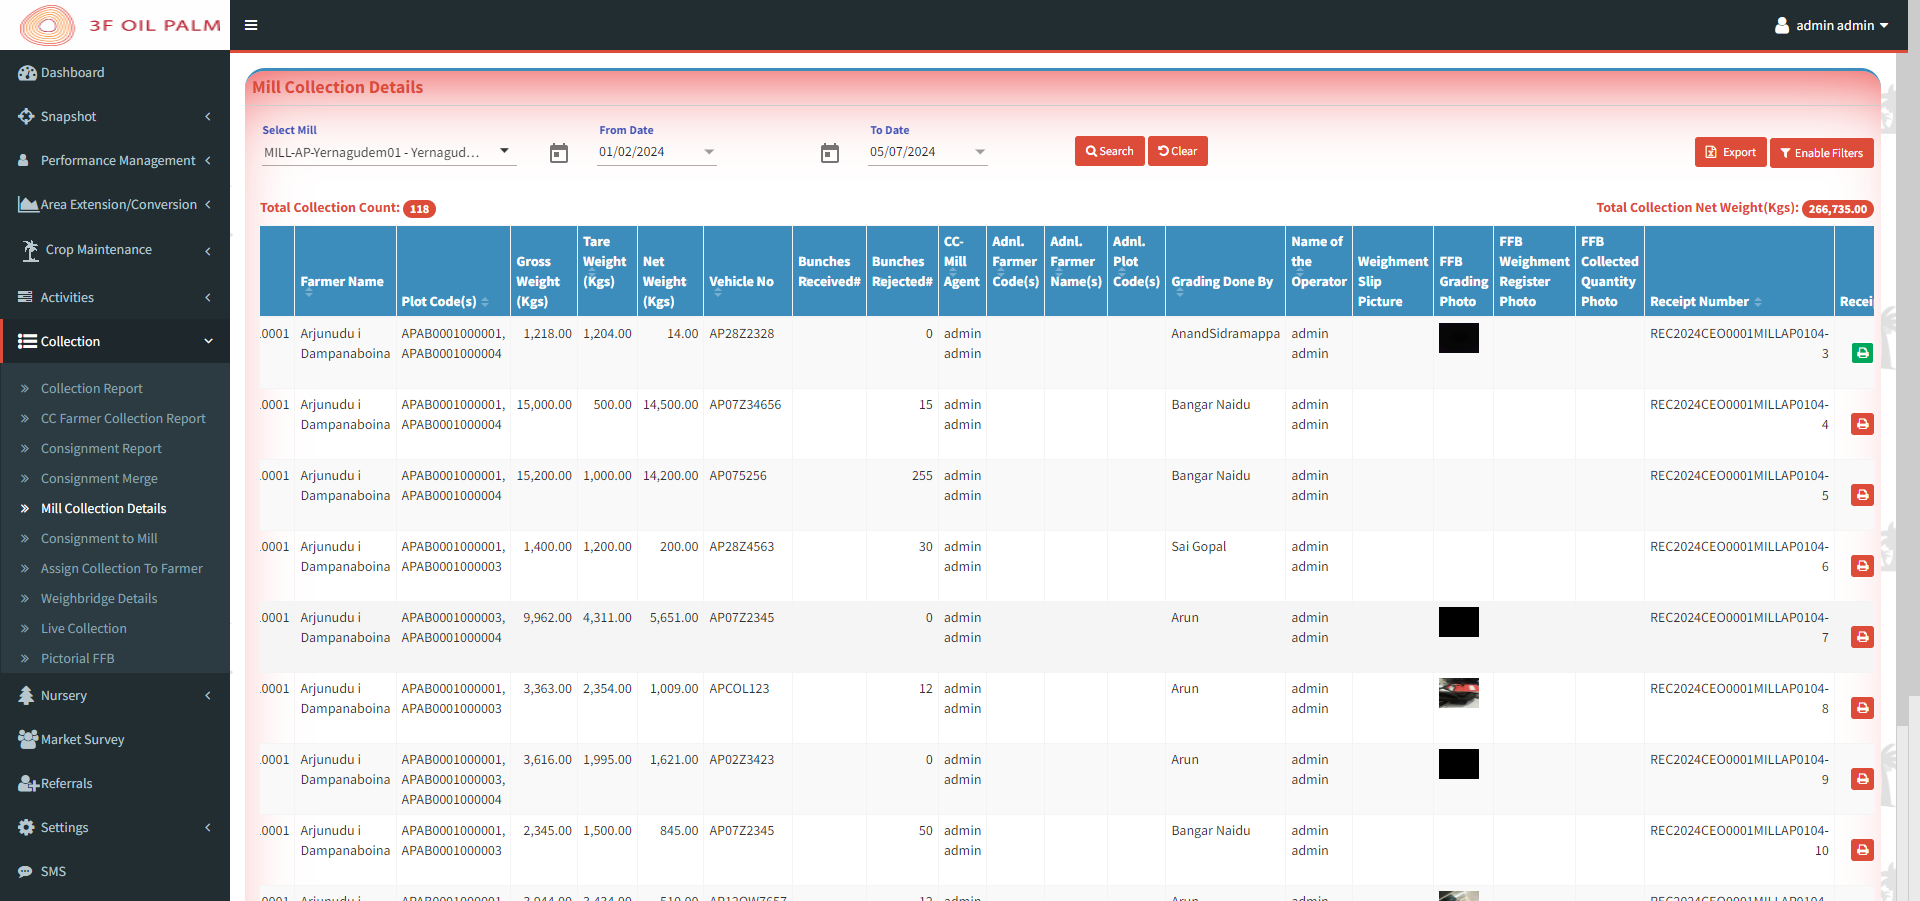 3F OIL PALM
admin admin
Dashboard
Snapshot
Performance Management
Area Extension/Conversion
Crop Maintenance
Activities
Collection
Collection Report
CC Farmer Collection Report
Consignment Report
Consignment Merge
Mill Collection Details
Consignment to Mill
Assign Collection To Farmer
Weighbridge Details
Live Collection
Pictorial FFB
Nursery
Market Survey
Referrals
Settings
SMS
Mill Collection Details
Select Mill
MILL-AP-Yernagudem01 - Yernagud...
From Date
01/02/2024
To Date
05/07/2024
Search
Clear
Export
Enable Filters
Total Collection Count: 118
Total Collection Net Weight(Kgs): 266,735.00
Farmer Name
Plot Code(s)
Gross
Weight
(Kgs)
Tare
Weight
(Kgs)
Net
Weight
(Kgs)
Vehicle No
Bunches
Received#
Bunches
Rejected#
CC-
Mill
Agent
Adnl.
Farmer
Code(s)
Adnl.
Farmer
Name(s)
Adnl.
Plot
Code(s)
Grading Done By
Name of
the
Operator
Weighment
Slip
Picture
FFB
Grading
Photo
FFB
Weighment
Register
Photo
FFB
Collected
Quantity
Photo
Receipt Number
Recei
.0001 Arjunudu i APAB0001000001, 1,218.00 1,204.00 14.00 AP28Z2328 0 admin AnandSidramappa admin REC2024CEO0001MILLAP0104-
Dampanaboina APAB0001000004 admin admin 3
.0001 Arjunudu i APAB0001000001, 15,000.00 500.00 14,500.00 AP07Z34656 15 admin Bangar Naidu admin REC2024CEO0001MILLAP0104-
Dampanaboina APAB0001000004 admin admin 4
.0001 Arjunudu i APAB0001000001, 15,200.00 1,000.00 14,200.00 AP075256 255 admin Bangar Naidu admin REC2024CEO0001MILLAP0104-
Dampanaboina APAB0001000004 admin admin 5
.0001 Arjunudu i APAB0001000001, 1,400.00 1,200.00 200.00 AP28Z4563 30 admin Sai Gopal admin REC2024CEO0001MILLAP0104-
Dampanaboina APAB0001000003 admin admin 6
.0001 Arjunudu i APAB0001000003, 9,962.00 4,311.00 5,651.00 AP07Z2345 0 admin Arun admin REC2024CEO0001MILLAP0104-
Dampanaboina APAB0001000004 admin admin 7
.0001 Arjunudu i APAB0001000001, 3,363.00 2,354.00 1,009.00 APCOL123 12 admin Arun admin REC2024CEO0001MILLAP0104-
Dampanaboina APAB0001000003 admin admin 8
.0001 Arjunudu i APAB0001000001, 3,616.00 1,995.00 1,621.00 AP02Z3423 0 admin Arun admin REC2024CEO0001MILLAP0104-
Dampanaboina APAB0001000003, admin admin 9
APAB0001000004
.0001 Arjunudu i APAB0001000001, 2,345.00 1,500.00 845.00 AP07Z2345 50 admin Bangar Naidu admin REC2024CEO0001MILLAP0104-
Dampanaboina APAB0001000003 admin admin 10